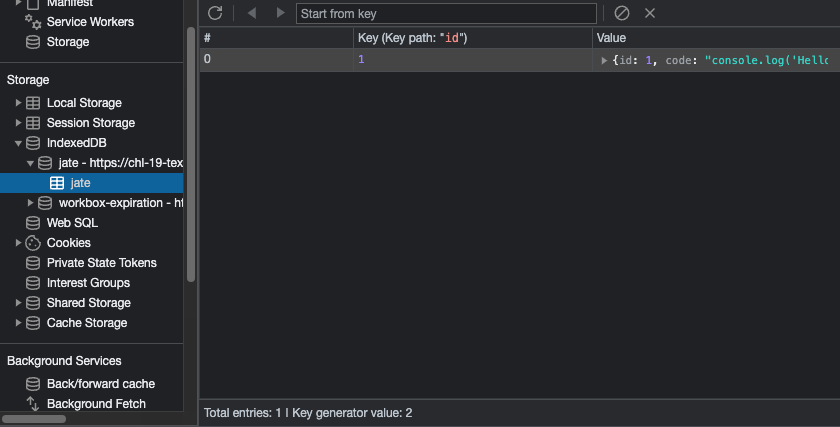 Manifest
Service Workers
Storage
Storage
Local Storage
Session Storage
IndexedDB
jate - https://chl-19-tex
jate
workbox-expiration - ht
Web SQL
Cookies
Private State Tokens
Interest Groups
Shared Storage
Cache Storage
Background Services
Back/forward cache
Background Fetch
Start from key
# Key (Key path: "id") Value
0 1 {id: 1, code: "console.log('Hello
Total entries: 1 | Key generator value: 2